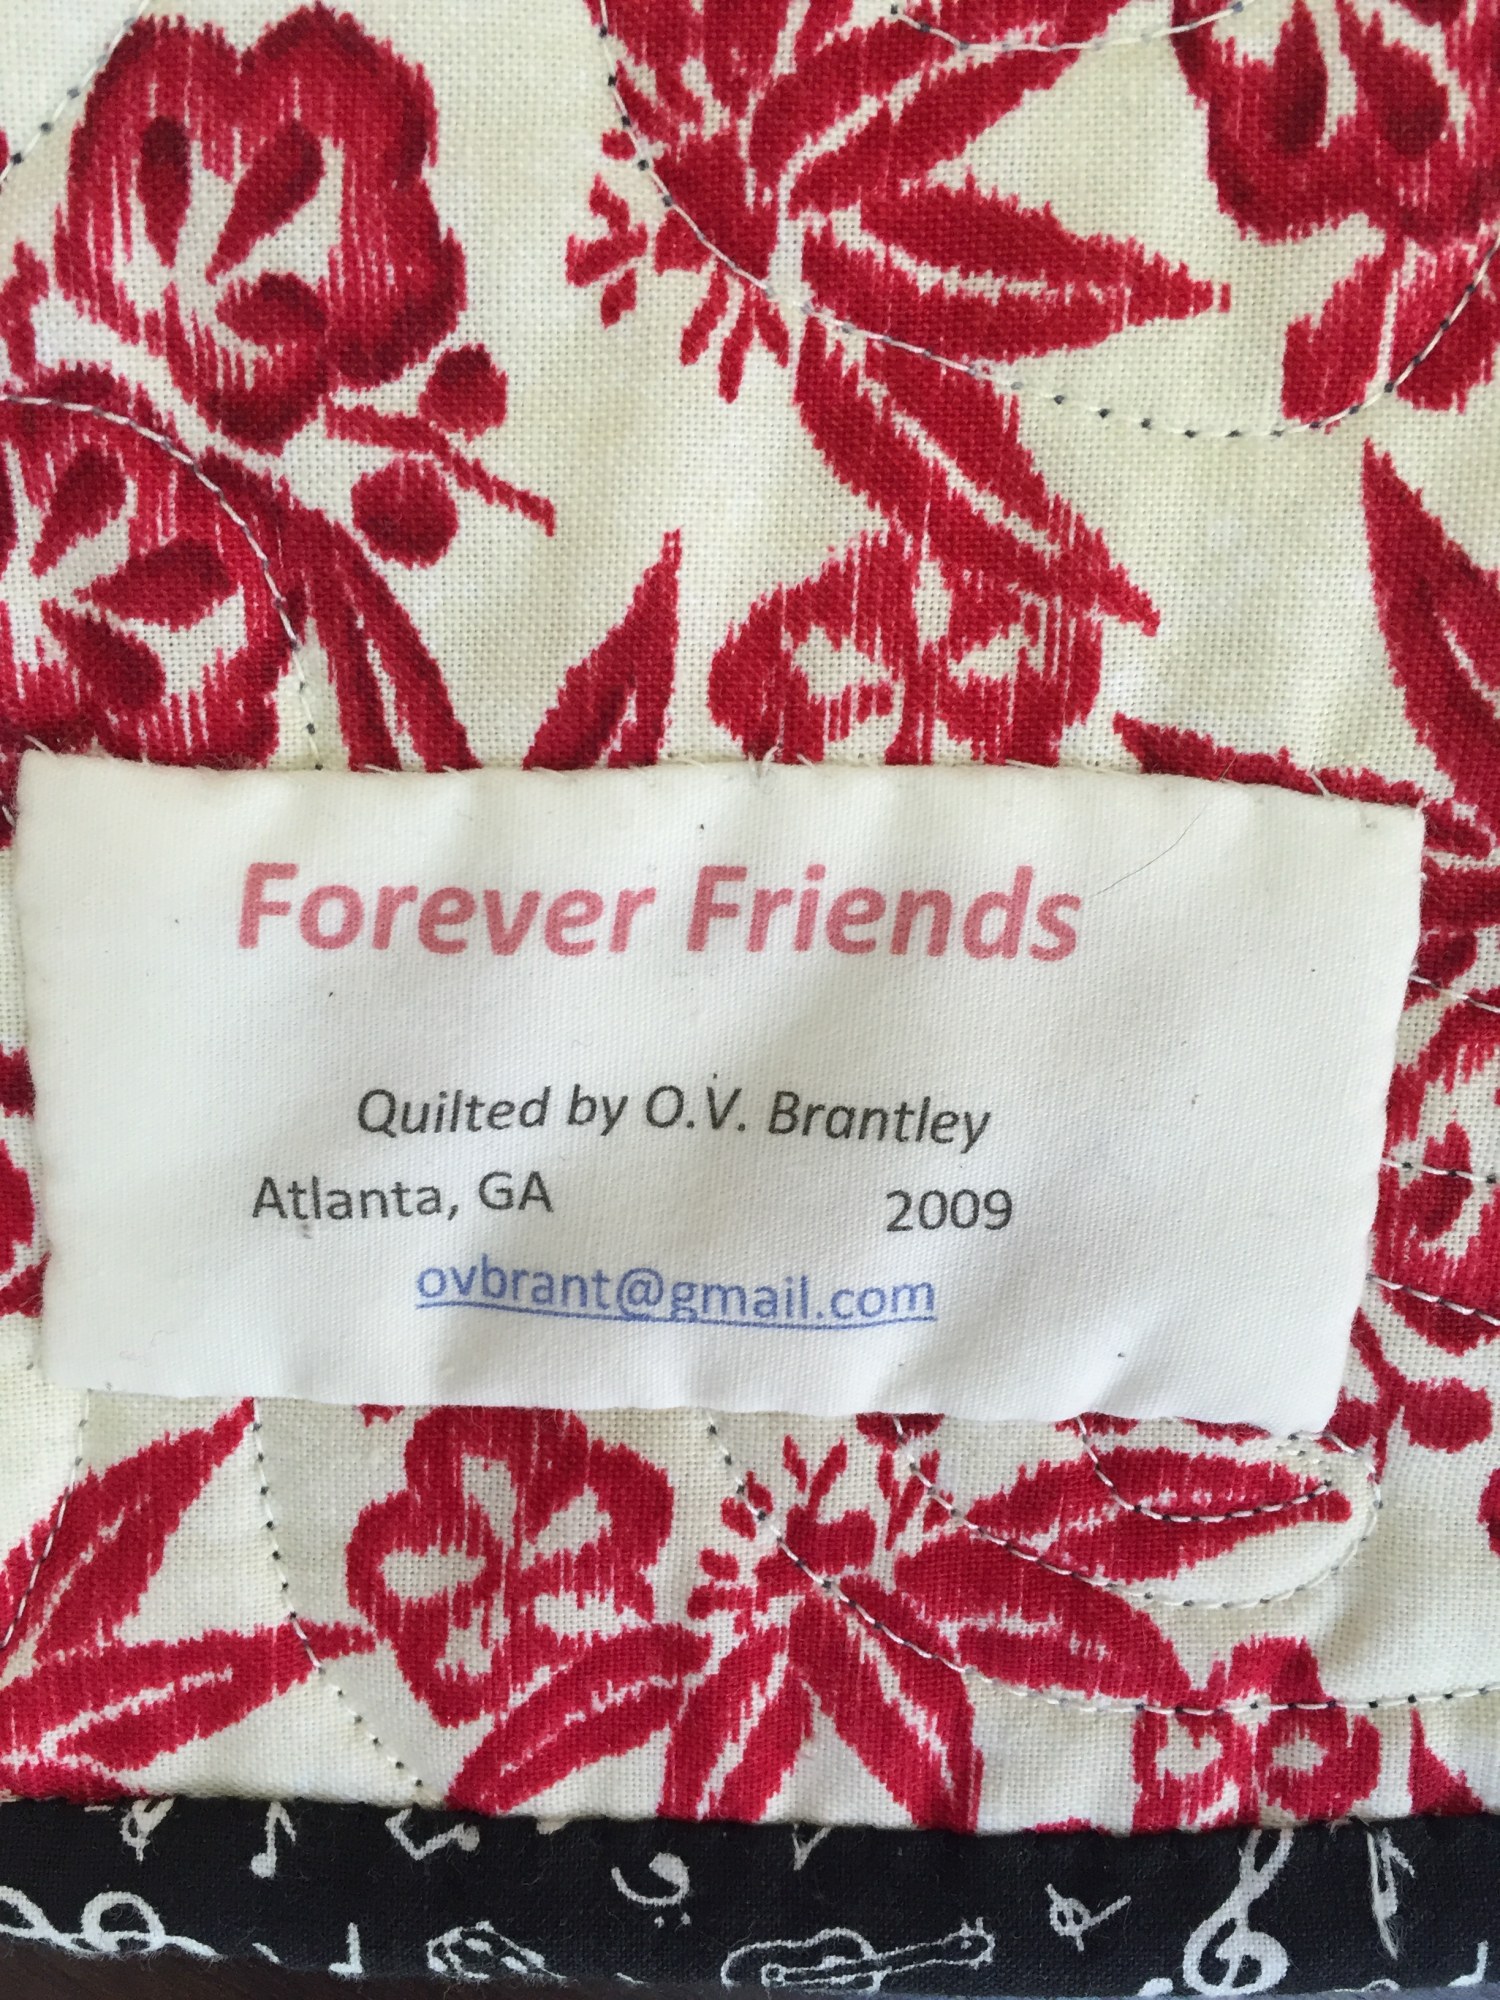 Forever Friends
Quilted by O.V. Brantley
Atlanta, GA 2009
ovbrant@gmail.com